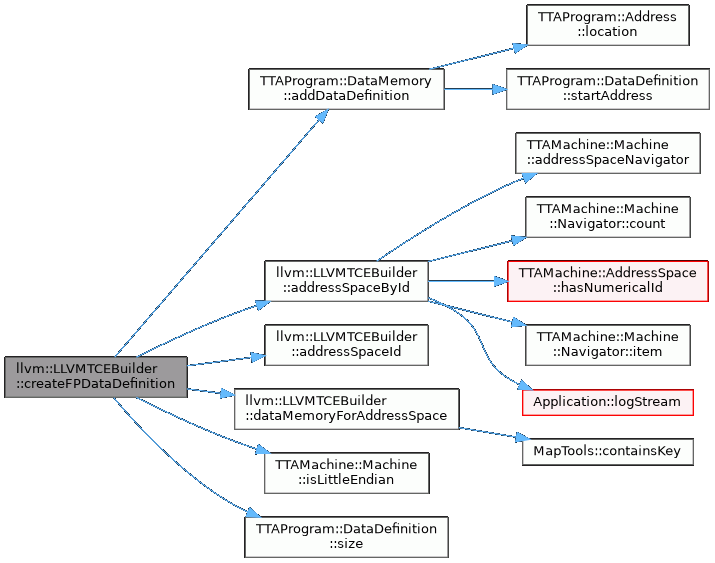 TTAProgram::Address
::location
TTAProgram::DataMemory
::addDataDefinition
TTAProgram::DataDefinition
::startAddress
TTAMachine::Machine
::addressSpaceNavigator
TTAMachine::Machine
::Navigator::count
llvm::LLVMTCEBuilder
::addressSpaceById
TTAMachine::AddressSpace
::hasNumericalId
llvm::LLVMTCEBuilder
::addressSpaceId
TTAMachine::Machine
::Navigator::item
llvm::LLVMTCEBuilder
::createFPDataDefinition
llvm::LLVMTCEBuilder
::dataMemoryForAddressSpace
Application::logStream
MapTools::containsKey
TTAMachine::Machine
::isLittleEndian
TTAProgram::DataDefinition
::size